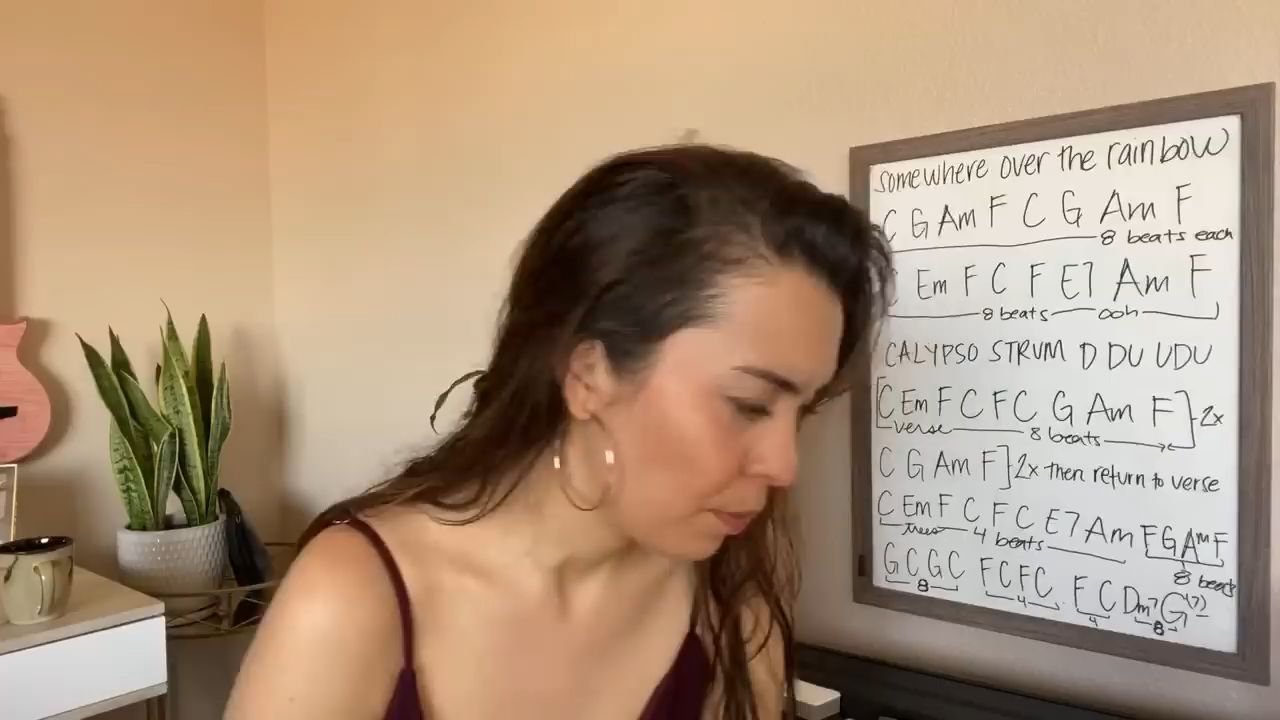 somewhere over the rainbow
C G Am F C G Am F
8 beats each
C Em F C F E7 Am F
8 beats ooh
CALYPSO STRUM D DU UDU
[C Em F C F C G Am F] 2x
verse 8 beats
C G Am F] 2x then return to verse
C Em F C F C E7 Am F G Am F
trees 4 beats 8 beats
G C G C F C F C F C Dm7 G(7)
8 4 4 8